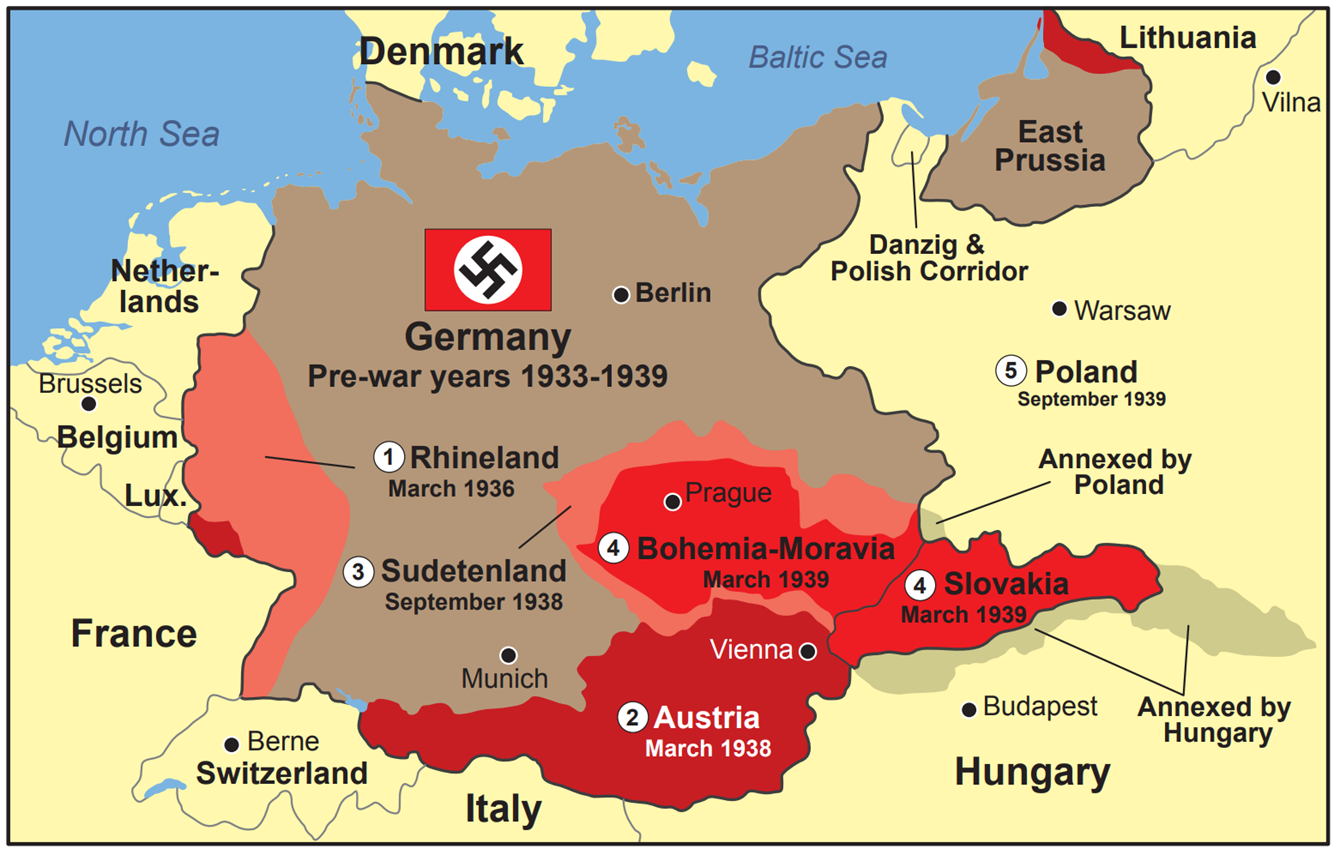 Denmark
Baltic Sea
Lithuania
Vilna
North Sea
East
Prussia
Danzig &
Polish Corridor
Nether-
lands
Berlin
Germany
Pre-war years 1933-1939
Warsaw
5 Poland
September 1939
Brussels
Belgium
Lux.
1 Rhineland
March 1936
Annexed by
Poland
Prague
4 Bohemia-Moravia
March 1939
3 Sudetenland
September 1938
4 Slovakia
March 1939
France
Munich
Vienna
2 Austria
March 1938
Budapest
Annexed by
Hungary
Berne
Switzerland
Italy
Hungary